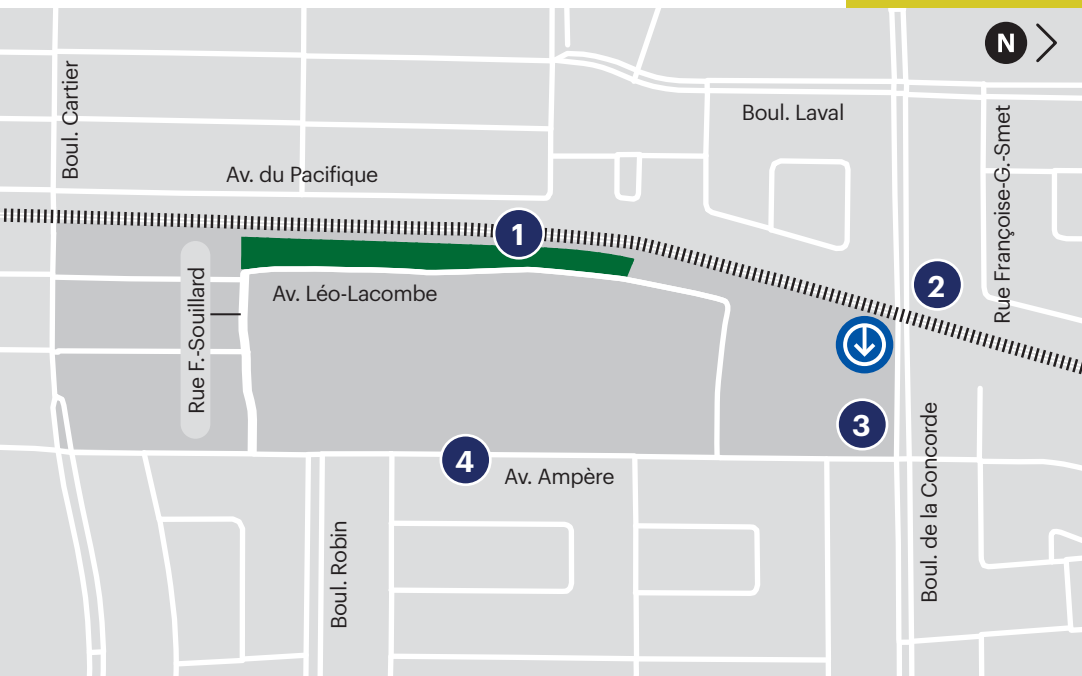 N
Boul. Cartier
Boul. Laval
Rue Françoise-G.-Smet
Av. du Pacifique
1
2
Rue F.-Souillard
Av. Léo-Lacombe
3
4
Av. Ampère
Boul. de la Concorde
Boul. Robin